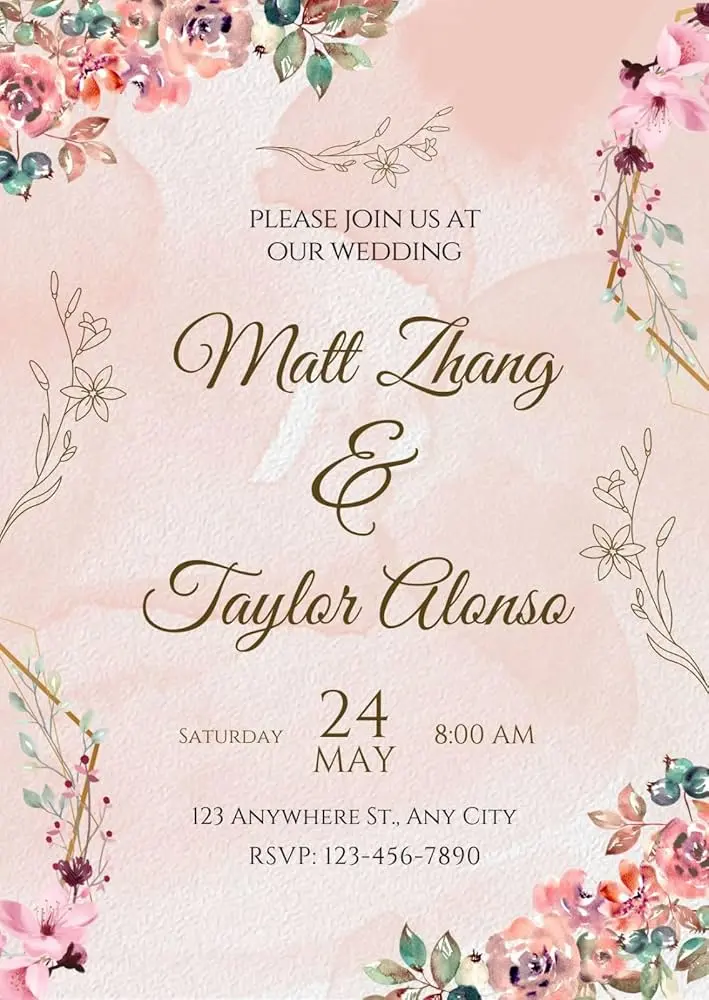 PLEASE JOIN US AT
OUR WEDDING
Matt Zhang
&
Taylor Alonso
SATURDAY 24 MAY 8:00 AM
123 ANYWHERE ST., ANY CITY
RSVP: 123-456-7890